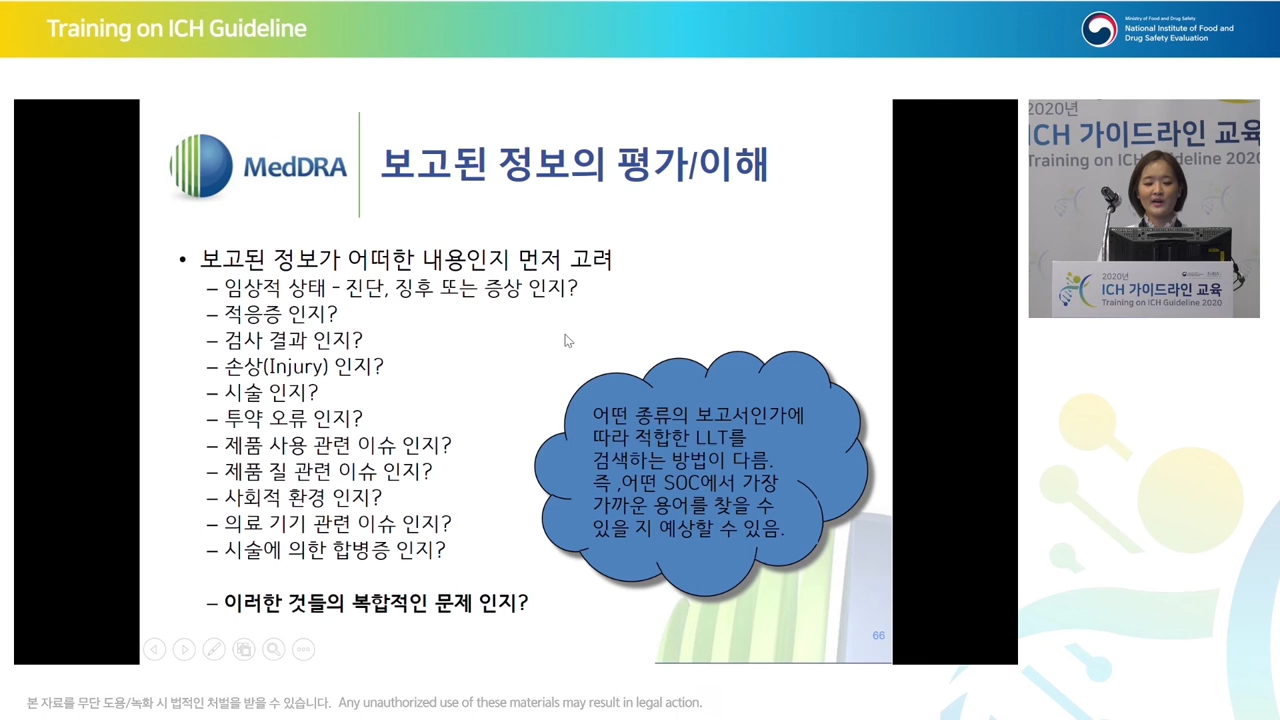 Training on ICH Guideline
Ministry of Food and Drug Safety
National Institute of Food and
Drug Safety Evaluation
MedDRA
보고된 정보의 평가/이해
• 보고된 정보가 어떠한 내용인지 먼저 고려
– 임상적 상태 – 진단, 징후 또는 증상 인지?
– 적응증 인지?
– 검사 결과 인지?
– 손상(Injury) 인지?
– 시술 인지?
– 투약 오류 인지?
– 제품 사용 관련 이슈 인지?
– 제품 질 관련 이슈 인지?
– 사회적 환경 인지?
– 의료 기기 관련 이슈 인지?
– 시술에 의한 합병증 인지?
– 이러한 것들의 복합적인 문제 인지?
어떤 종류의 보고서인가에
따라 적합한 LLT를
검색하는 방법이 다름.
즉 ,어떤 SOC에서 가장
가까운 용어를 찾을 수
있을 지 예상할 수 있음.
66
2020년
ICH 가이드라인 교육
Training on ICH Guideline 2020
2020년
ICH 가이드라인 교육
Training on ICH Guideline 2020
본 자료를 무단 도용/녹화 시 법적인 처벌을 받을 수 있습니다. Any unauthorized use of these materials may result in legal action.